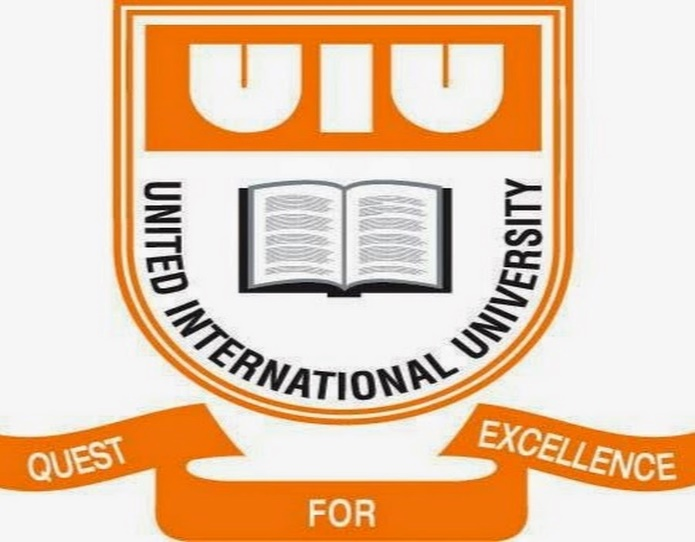 UIU
UNITED INTERNATIONAL UNIVERSITY
QUEST
FOR
EXCELLENCE